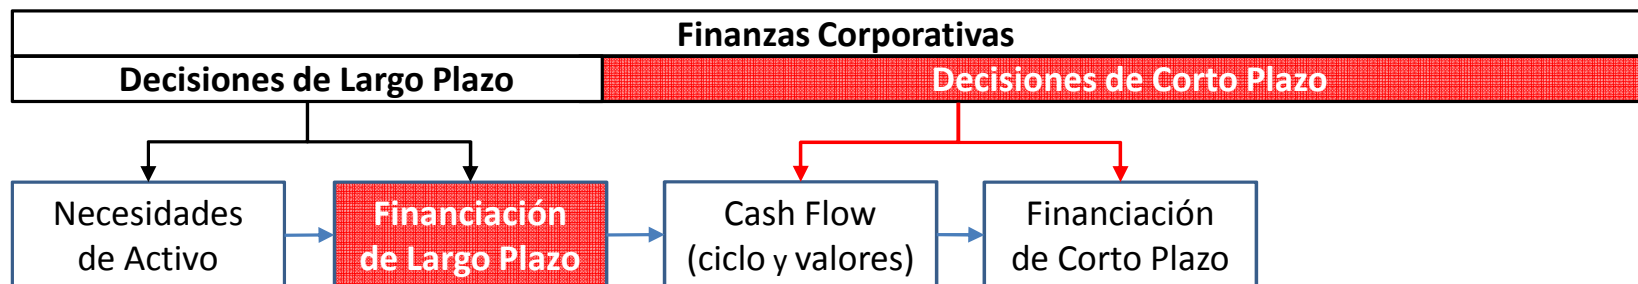 Finanzas Corporativas
Decisiones de Largo Plazo
Decisiones de Corto Plazo
Necesidades
de Activo
Financiación
de Largo Plazo
Cash Flow
(ciclo y valores)
Financiación
de Corto Plazo